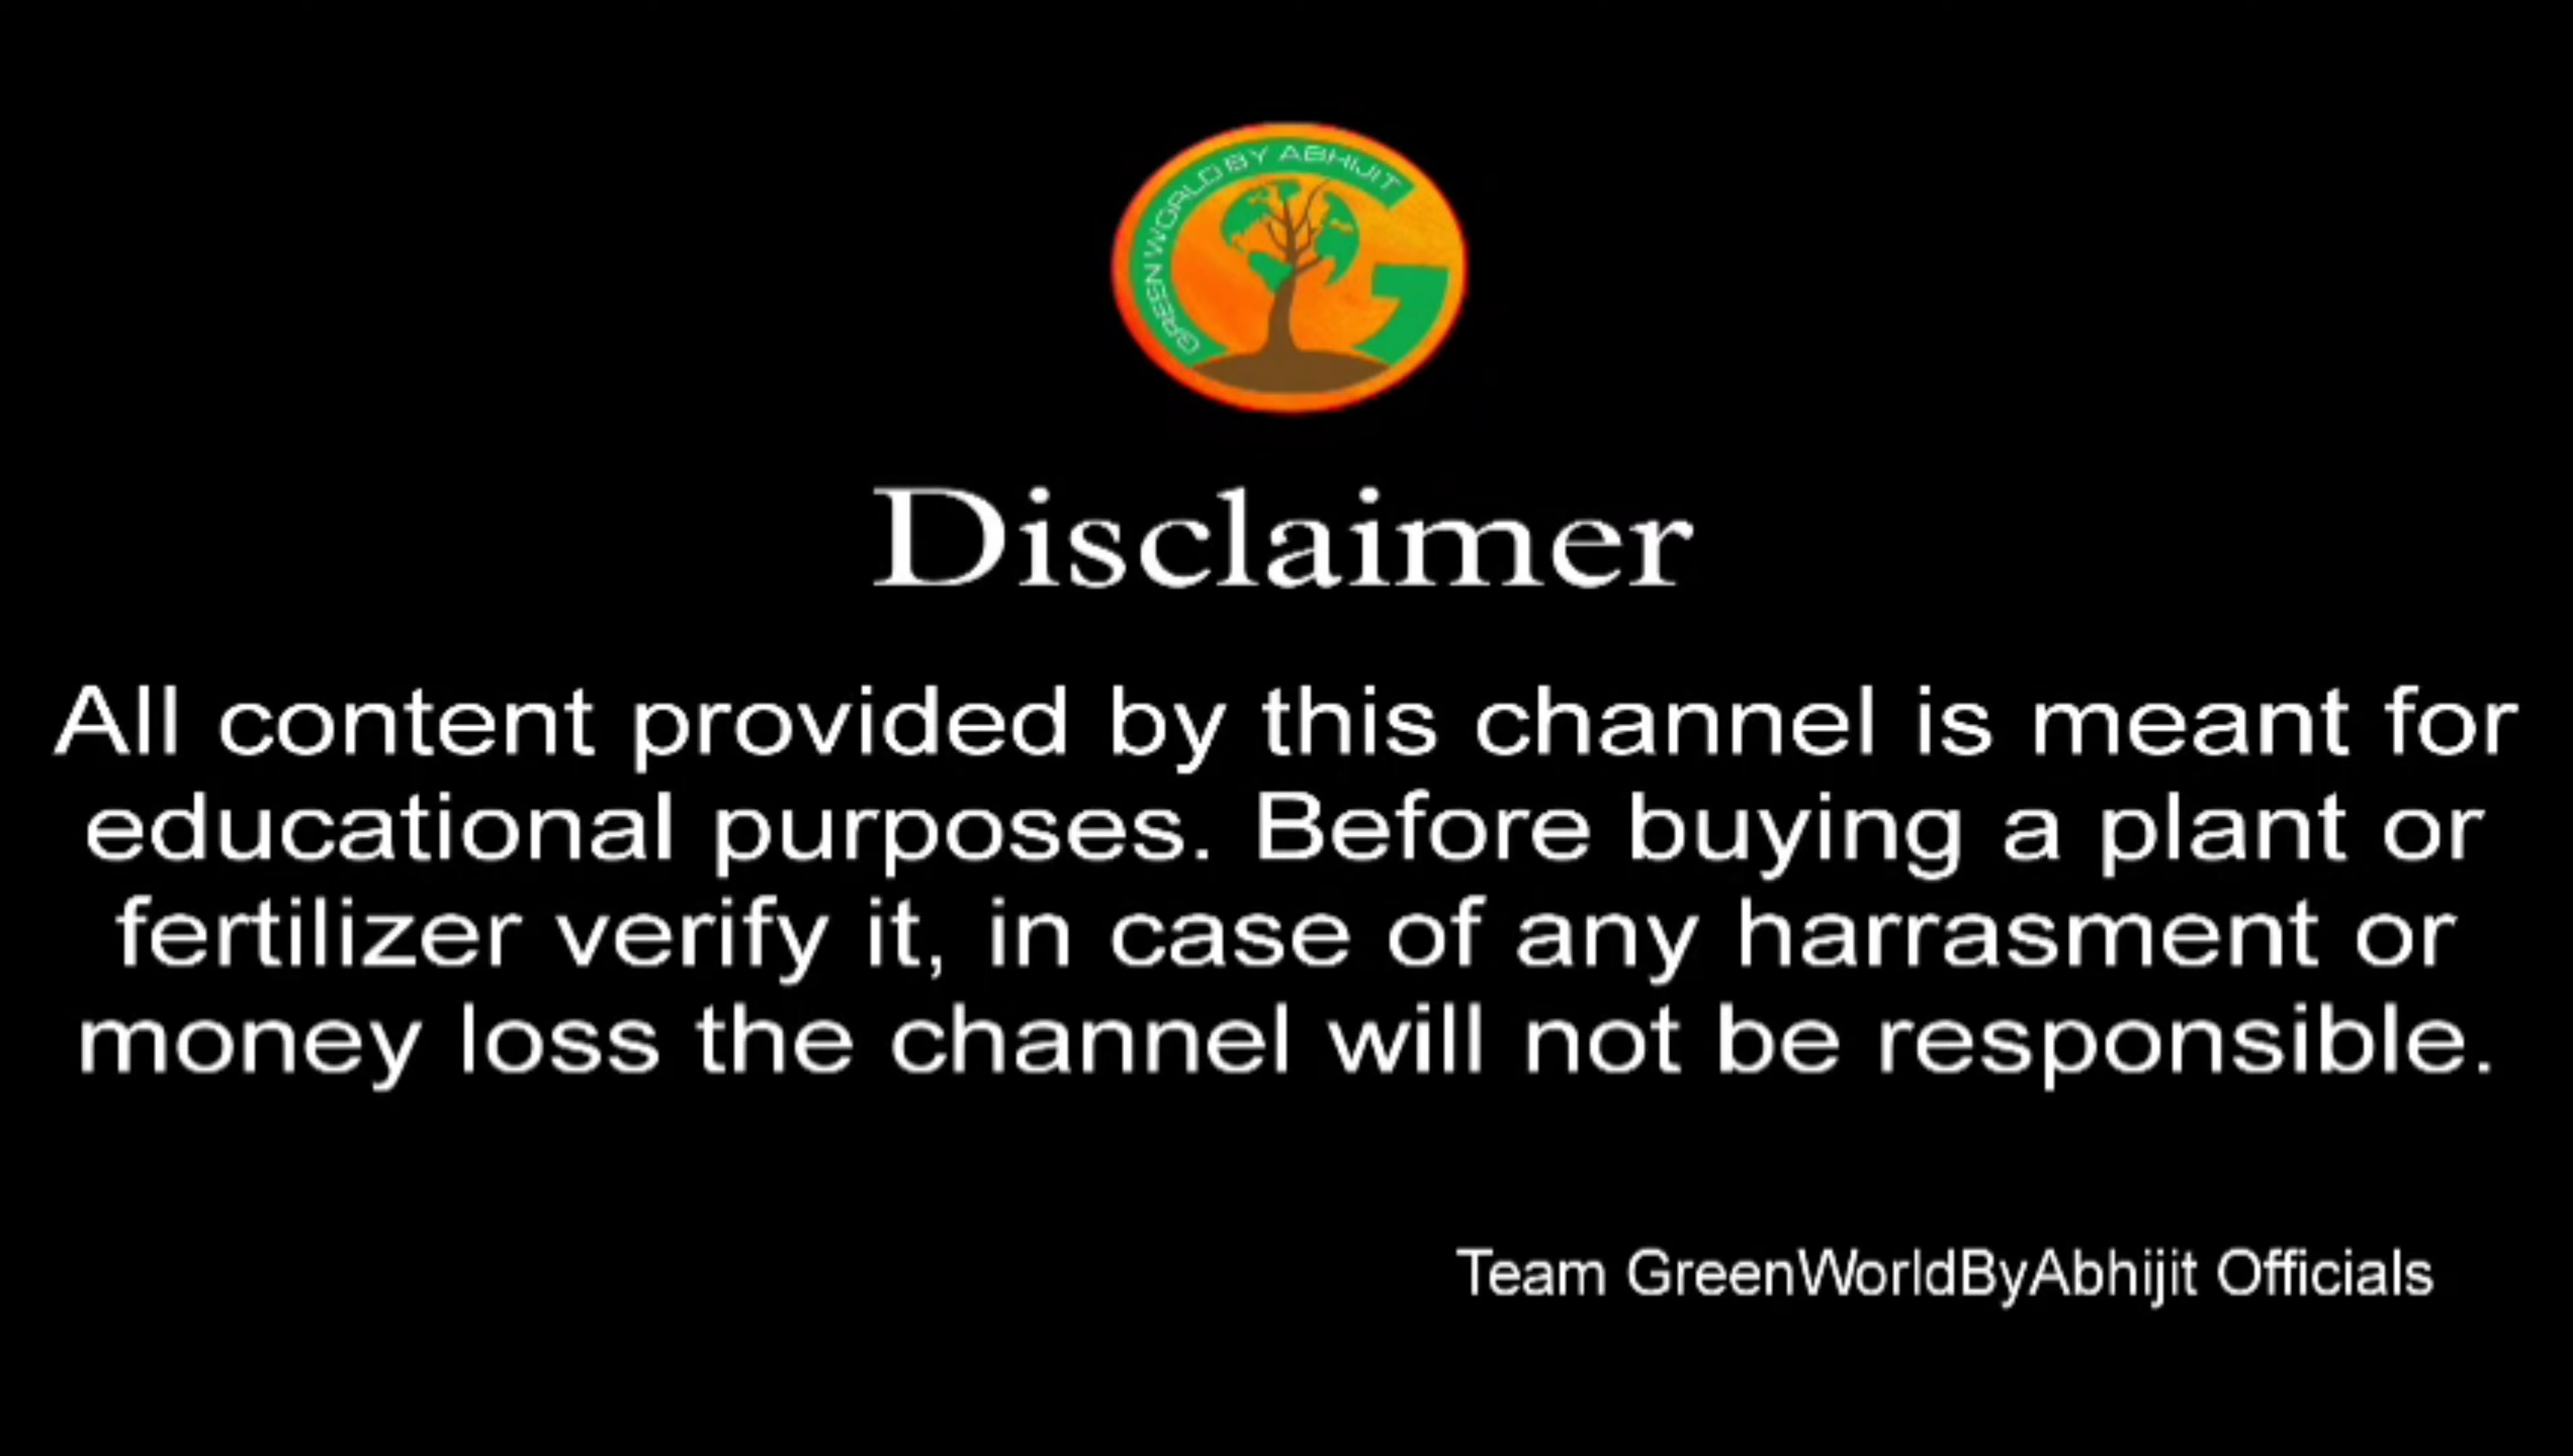 GREEN WORLD BY ABHIJIT
Disclaimer
All content provided by this channel is meant for
educational purposes. Before buying a plant or
fertilizer verify it, in case of any harrasment or
money loss the channel will not be responsible.
Team GreenWorldByAbhijit Officials